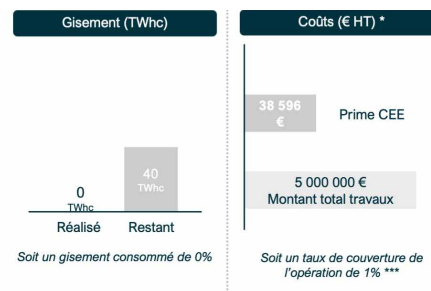 Gisement (TWhc)
0
TWhc
40
TWhc
Réalisé
Restant
Soit un gisement consommé de 0%
Coûts (€ HT) *
38 596
€
Prime CEE
5 000 000 €
Montant total travaux
Soit un taux de couverture de
l'opération de 1% ***